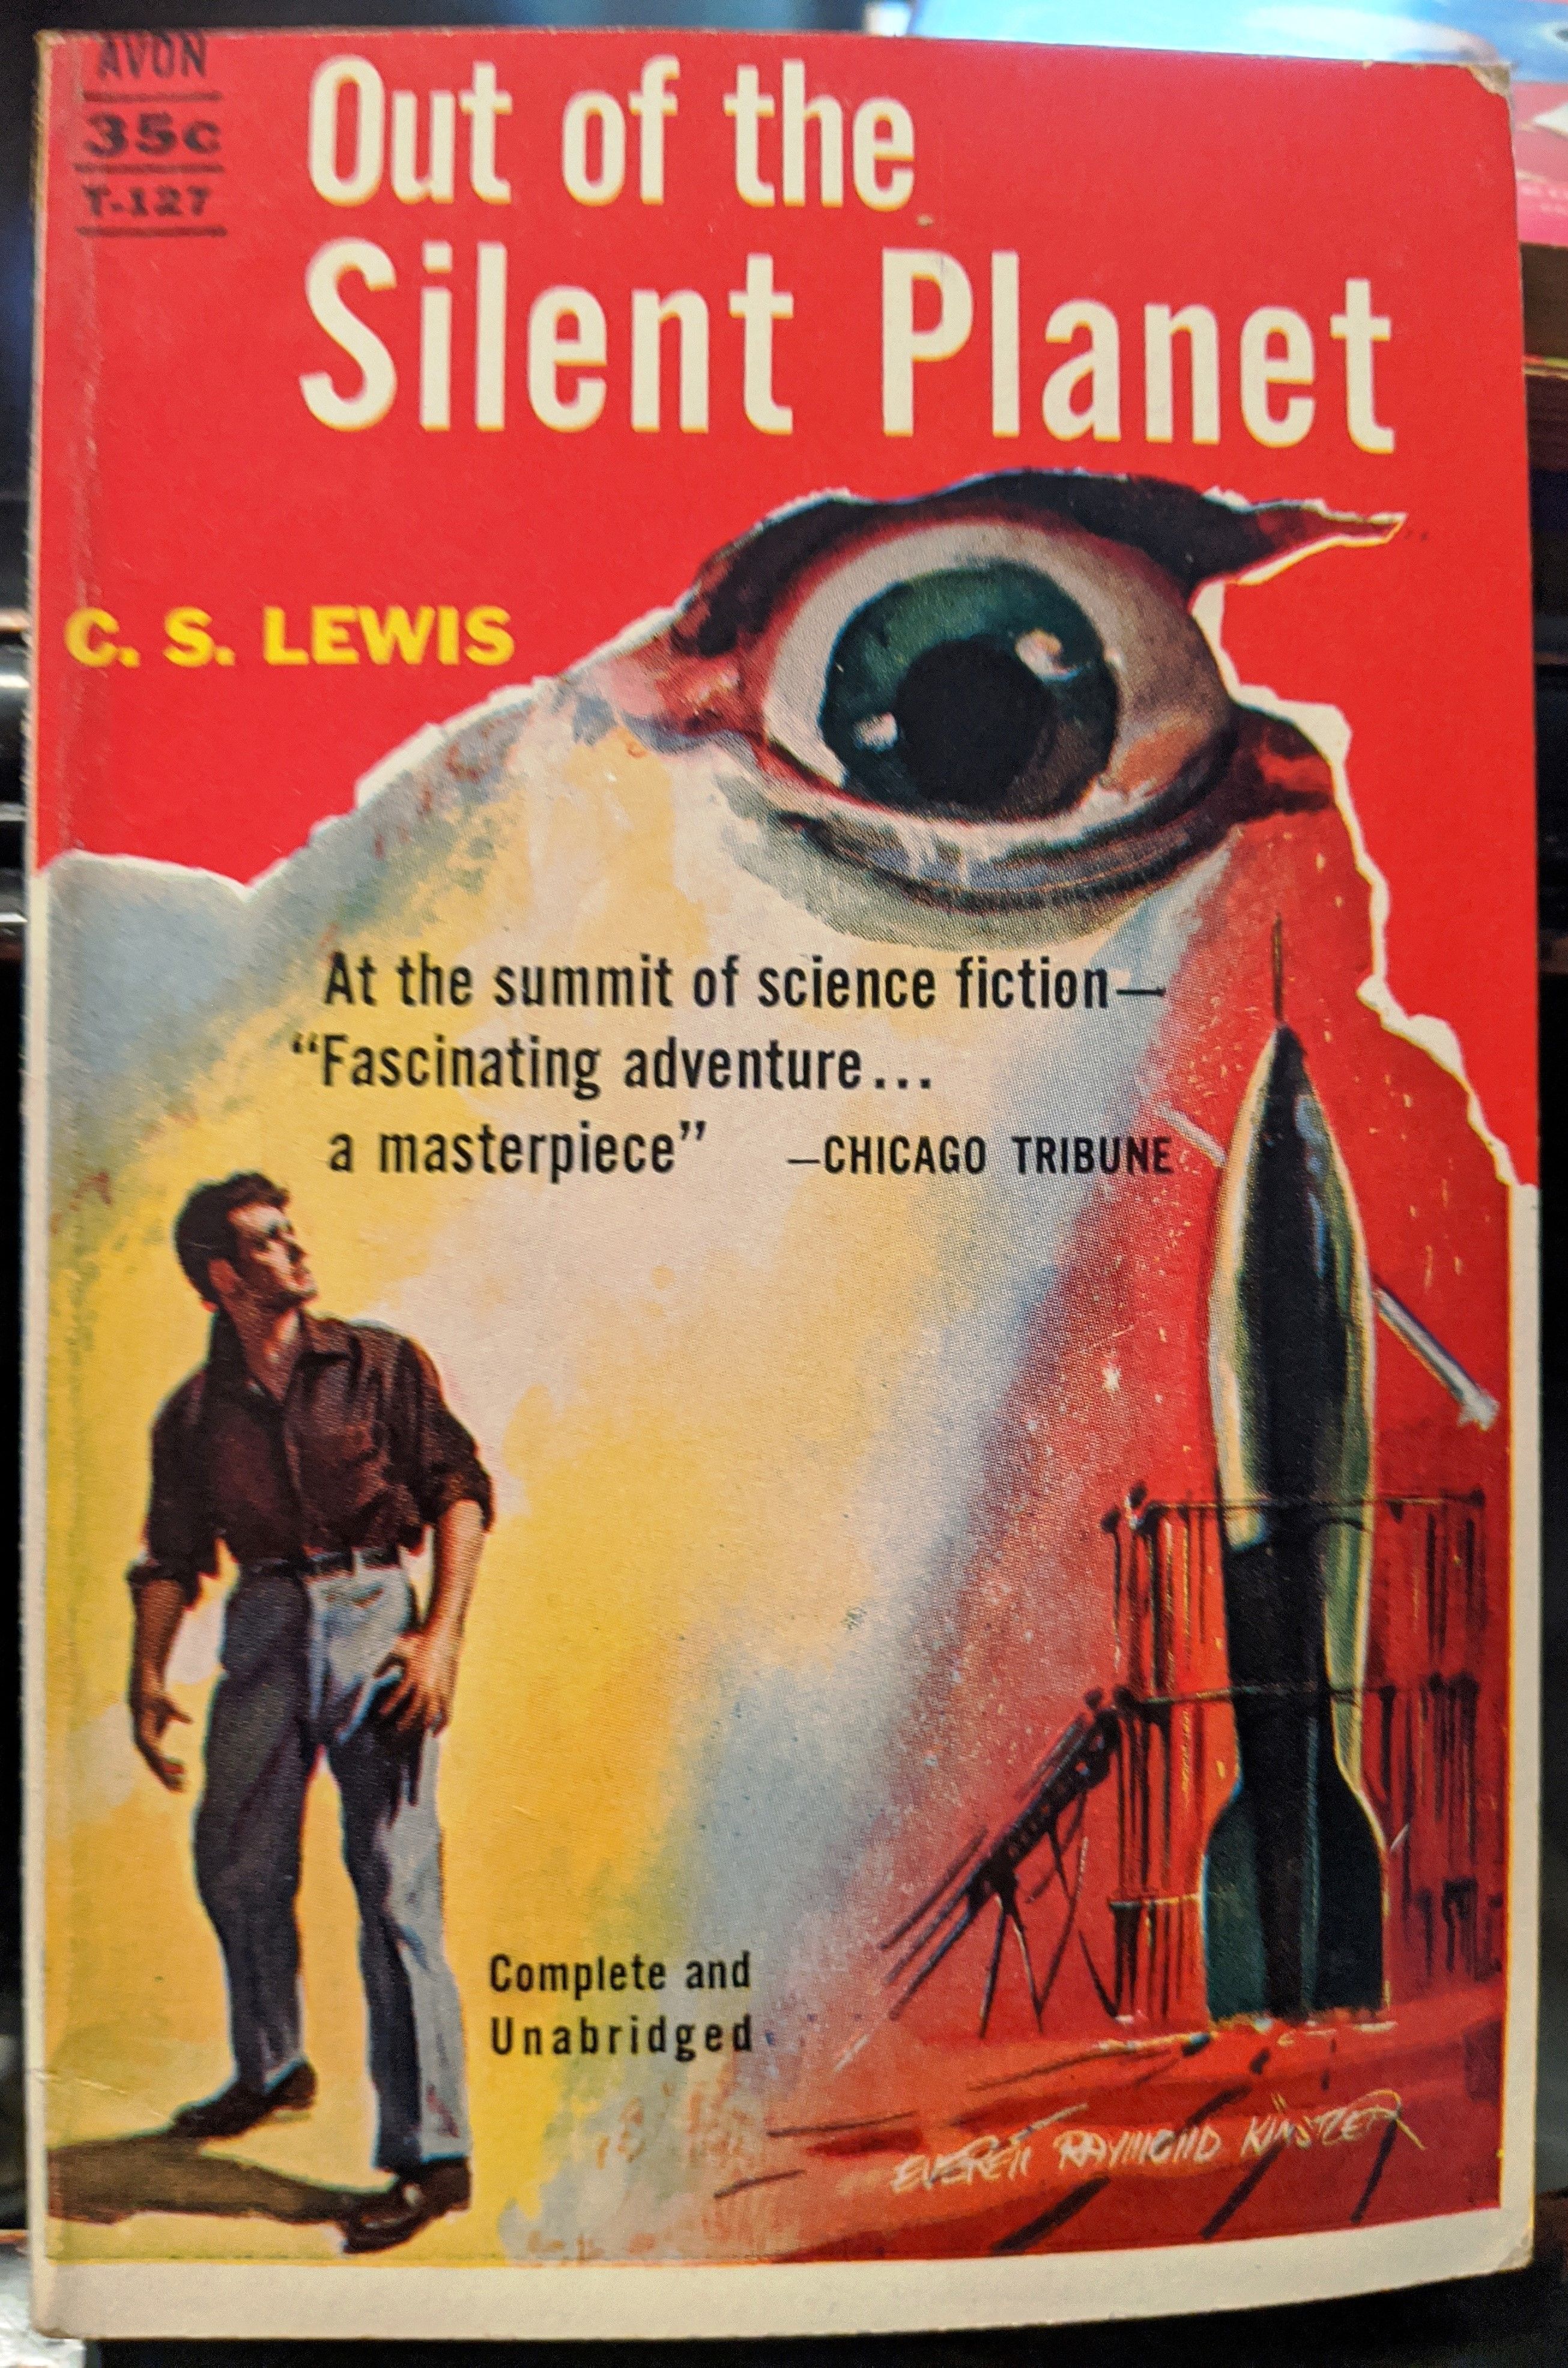 AVON
35c
T-127
Out of the
Silent Planet
C. S. LEWIS
At the summit of science fiction—
“Fascinating adventure...
a masterpiece” —CHICAGO TRIBUNE
Complete and
Unabridged
EVERETT RAYMOND KINSTLER